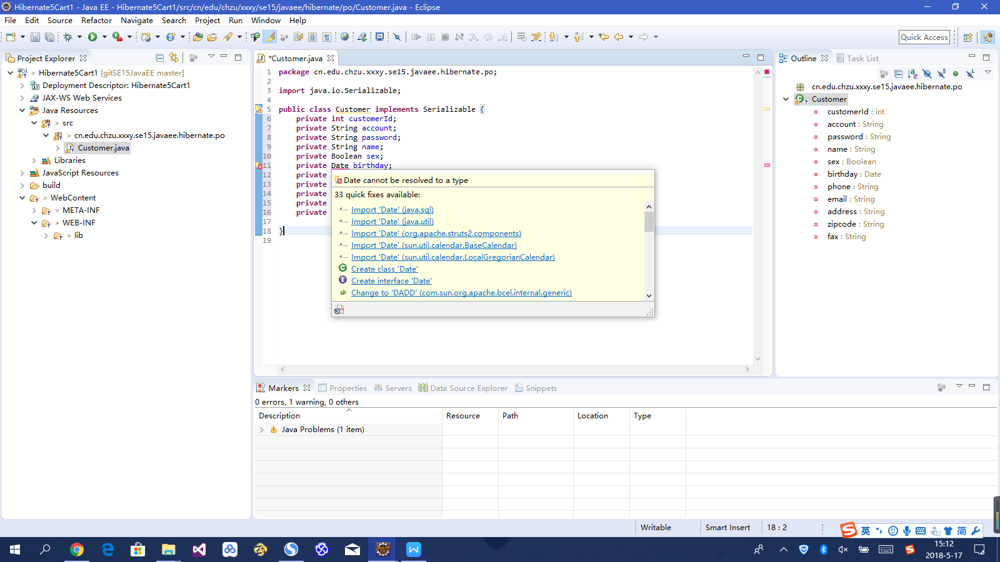 Hibernate5Cart1 - Java EE - Hibernate5Cart1/src/cn/edu/chzu/xxxy/se15/javaee/hibernate/po/Customer.java - Eclipse
File Edit Source Refactor Navigate Search Project Run Window Help
Quick Access
Project Explorer
Hibernate5Cart1 [gitSE15JavaEE master]
Deployment Descriptor: Hibernate5Cart1
JAX-WS Web Services
Java Resources
> src
> cn.edu.chzu.xxxy.se15.javaee.hibernate.po
Customer.java
Libraries
JavaScript Resources
build
> WebContent
> META-INF
> WEB-INF
> lib
*Customer.java
1 package cn.edu.chzu.xxxy.se15.javaee.hibernate.po;
2
3 import java.io.Serializable;
4
5 public class Customer implements Serializable {
6 private int customerId;
7 private String account;
8 private String password;
9 private String name;
10 private Boolean sex;
11 private Date birthday;
12 private
13 private
14 private
15 private
16 private
17
18 }
19
Date cannot be resolved to a type
33 quick fixes available:
Import 'Date' (java.sql)
Import 'Date' (java.util)
Import 'Date' (org.apache.struts2.components)
Import 'Date' (sun.util.calendar.BaseCalendar)
Import 'Date' (sun.util.calendar.LocalGregorianCalendar)
Create class 'Date'
Create interface 'Date'
Change to 'DADD' (com.sun.org.apache.bcel.internal.generic)
Outline Task List
cn.edu.chzu.xxxy.se15.javaee.hibernate.po
Customer
customerId : int
account : String
password : String
name : String
sex : Boolean
birthday : Date
phone : String
email : String
address : String
zipcode : String
fax : String
Markers Properties Servers Data Source Explorer Snippets
0 errors, 1 warning, 0 others
Description Resource Path Location Type
Java Problems (1 item)
Writable Smart Insert 18 : 2
英 简
15:12
2018-5-17